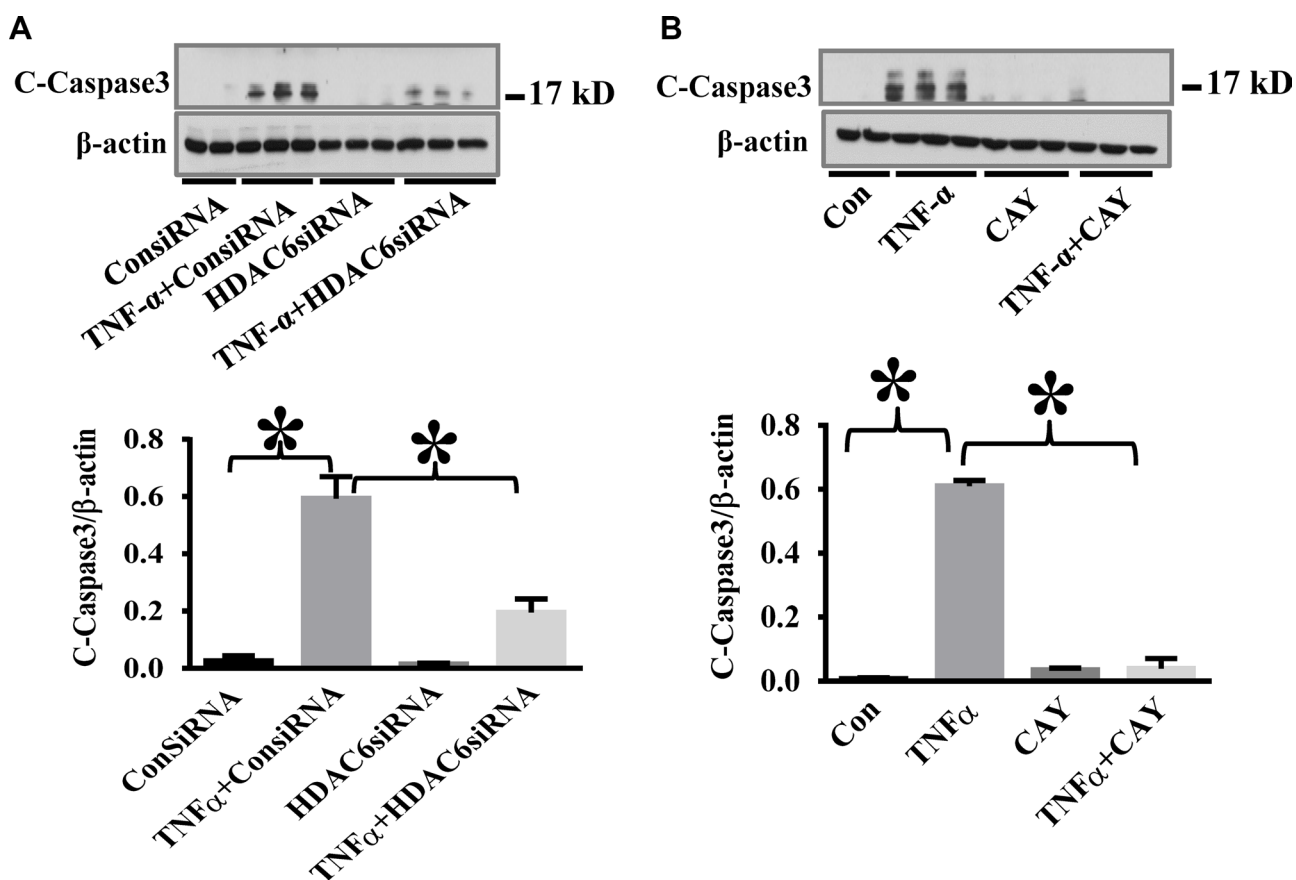 A
C-Caspase3
17 kD
β-actin
ConsiRNA
TNF-α+ConsiRNA
HDAC6siRNA
TNF-α+HDAC6siRNA
C-Caspase3/β-actin
0.8
0.6
0.4
0.2
0.0
*
*
ConSiRNA
TNFα+ConsiRNA
HDAC6siRNA
TNFα+HDAC6siRNA
B
C-Caspase3
17 kD
β-actin
Con
TNF-α
CAY
TNF-α+CAY
C-Caspase3/β-actin
0.8
0.6
0.4
0.2
0.0
*
*
Con
TNFα
CAY
TNFα+CAY